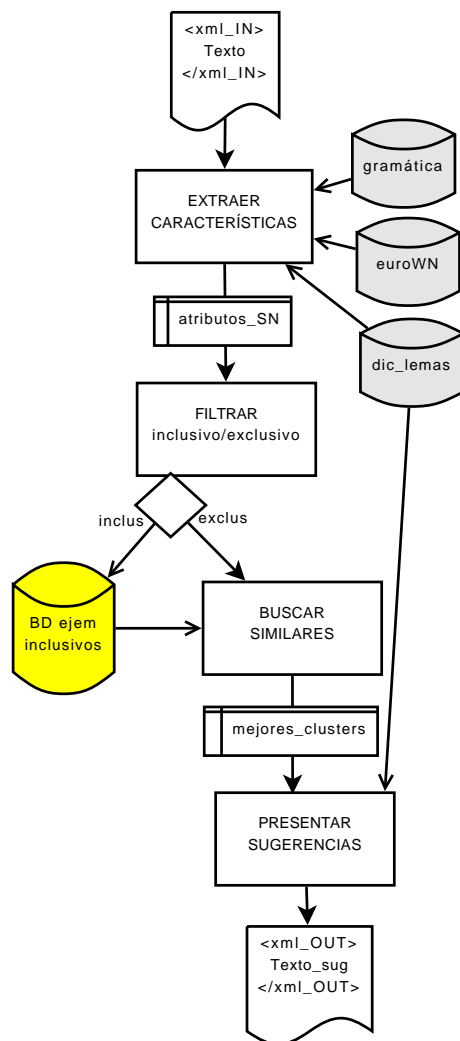 <xml_IN>
Texto
</xml_IN>
gramática
EXTRAER
CARACTERÍSTICAS
euroWN
atributos_SN
dic_lemas
FILTRAR
inclusivo/exclusivo
inclus
exclus
BD ejem
inclusivos
BUSCAR
SIMILARES
mejores_clusters
PRESENTAR
SUGERENCIAS
<xml_OUT>
Texto_sug
</xml_OUT>